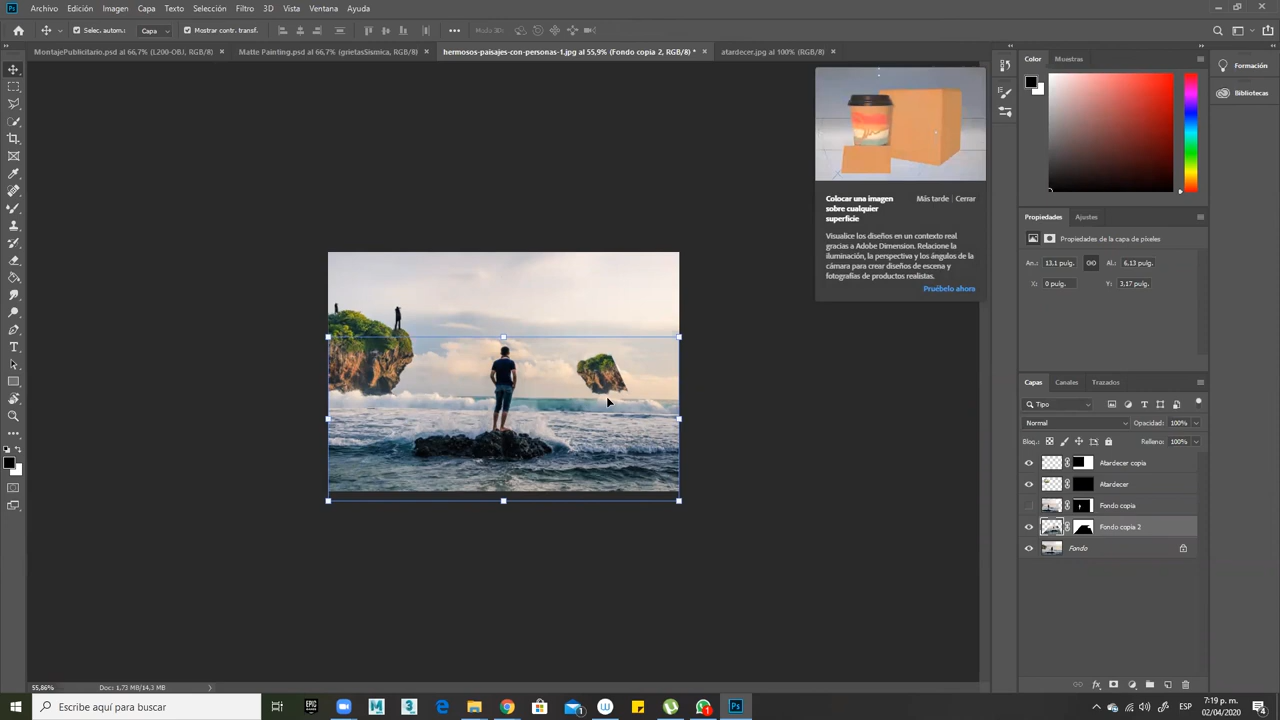 Archivo Edición Imagen Capa Texto Selección Filtro 3D Vista Ventana Ayuda
Selec. autom.: Capa Mostrar contr. transf. Modo 3D:
MontajePublicitario.psd al 66,7% (L200-OBJ, RGB/8) Matte Painting.psd al 66,7% (grietasSismica, RGB/8) hermosos-paisajes-con-personas-1.jpg al 55,9% (Fondo copia 2, RGB/8) * atardecer.jpg al 100% (RGB/8)
Color Muestras
Formación
Bibliotecas
Colocar una imagen sobre cualquier superficie
Más tarde | Cerrar
Visualice los diseños en un contexto real
gracias a Adobe Dimension. Relacione la
iluminación, la perspectiva y los ángulos de la
cámara para crear diseños de escena y
fotografías de productos realistas.
Pruébelo ahora
Propiedades Ajustes
Propiedades de la capa de píxeles
An.: 13,1 pulg. Al.: 6,13 pulg.
X: 0 pulg. Y: 3,17 pulg.
Capas Canales Trazados
Tipo
Normal Opacidad: 100%
Bloq.: Relleno: 100%
Atardecer copia
Atardecer
Fondo copia
Fondo copia 2
Fondo
55,86% Doc: 1,73 MB/14,3 MB
Escribe aquí para buscar
ESP
7:19 p. m.
02/04/2020